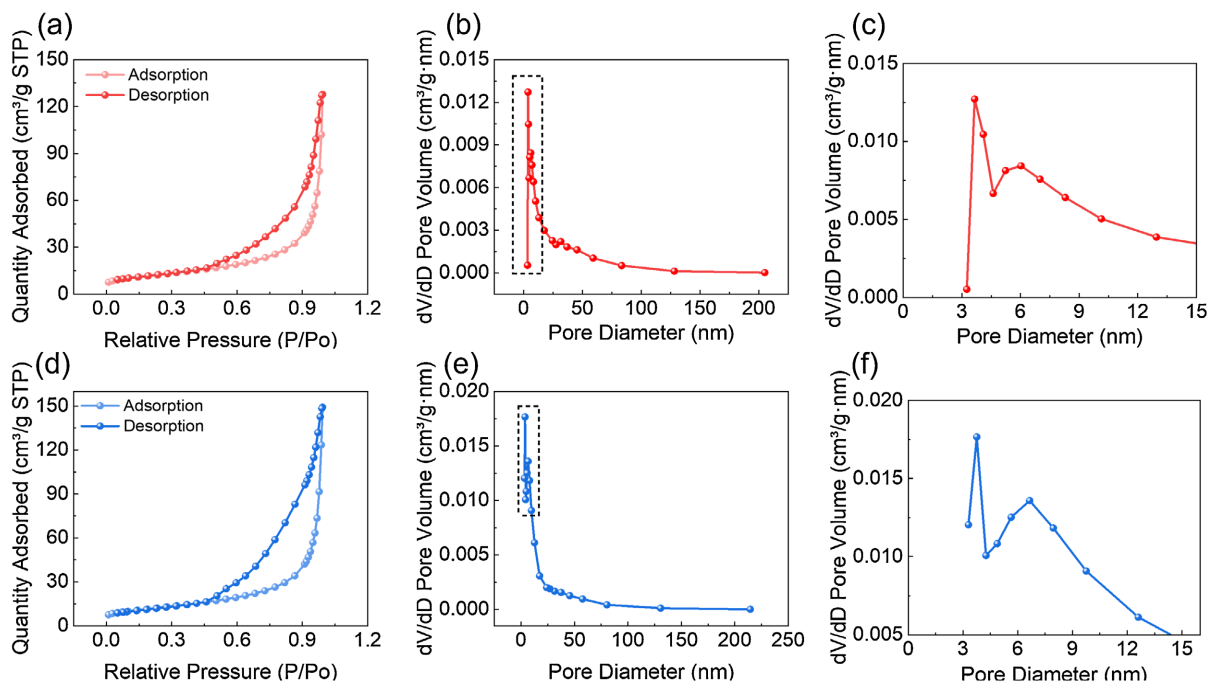 (a)
Quantity Adsorbed (cm³/g STP)
150
120
90
60
30
0
Adsorption
Desorption
0.0 0.3 0.6 0.9 1.2
Relative Pressure (P/Po)
(b)
dV/dD Pore Volume (cm³/g·nm)
0.015
0.012
0.009
0.006
0.003
0.000
0 50 100 150 200
Pore Diameter (nm)
(c)
dV/dD Pore Volume (cm³/g·nm)
0.015
0.010
0.005
0.000
0 3 6 9 12 15
Pore Diameter (nm)
(d)
Quantity Adsorbed (cm³/g STP)
150
120
90
60
30
0
Adsorption
Desorption
0.0 0.3 0.6 0.9 1.2
Relative Pressure (P/Po)
(e)
dV/dD Pore Volume (cm³/g·nm)
0.020
0.015
0.010
0.005
0.000
0 50 100 150 200 250
Pore Diameter (nm)
(f)
dV/dD Pore Volume (cm³/g·nm)
0.020
0.015
0.010
0.005
0 3 6 9 12 15
Pore Diameter (nm)